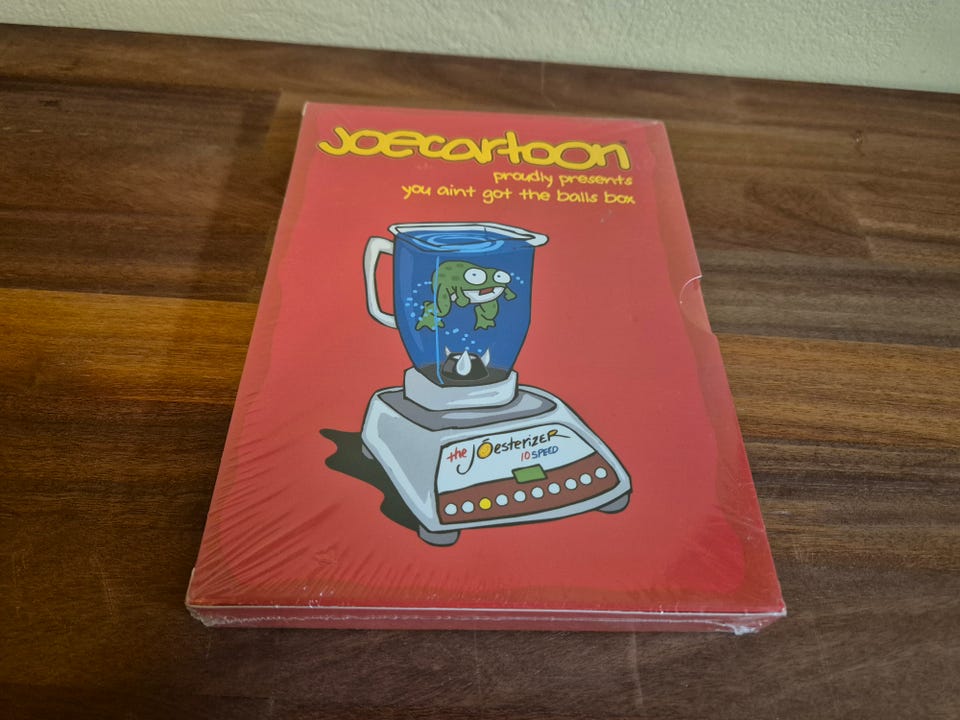 joecartoon
proudly presents
you aint got the balls box
the Joesterizer
10 SPEED